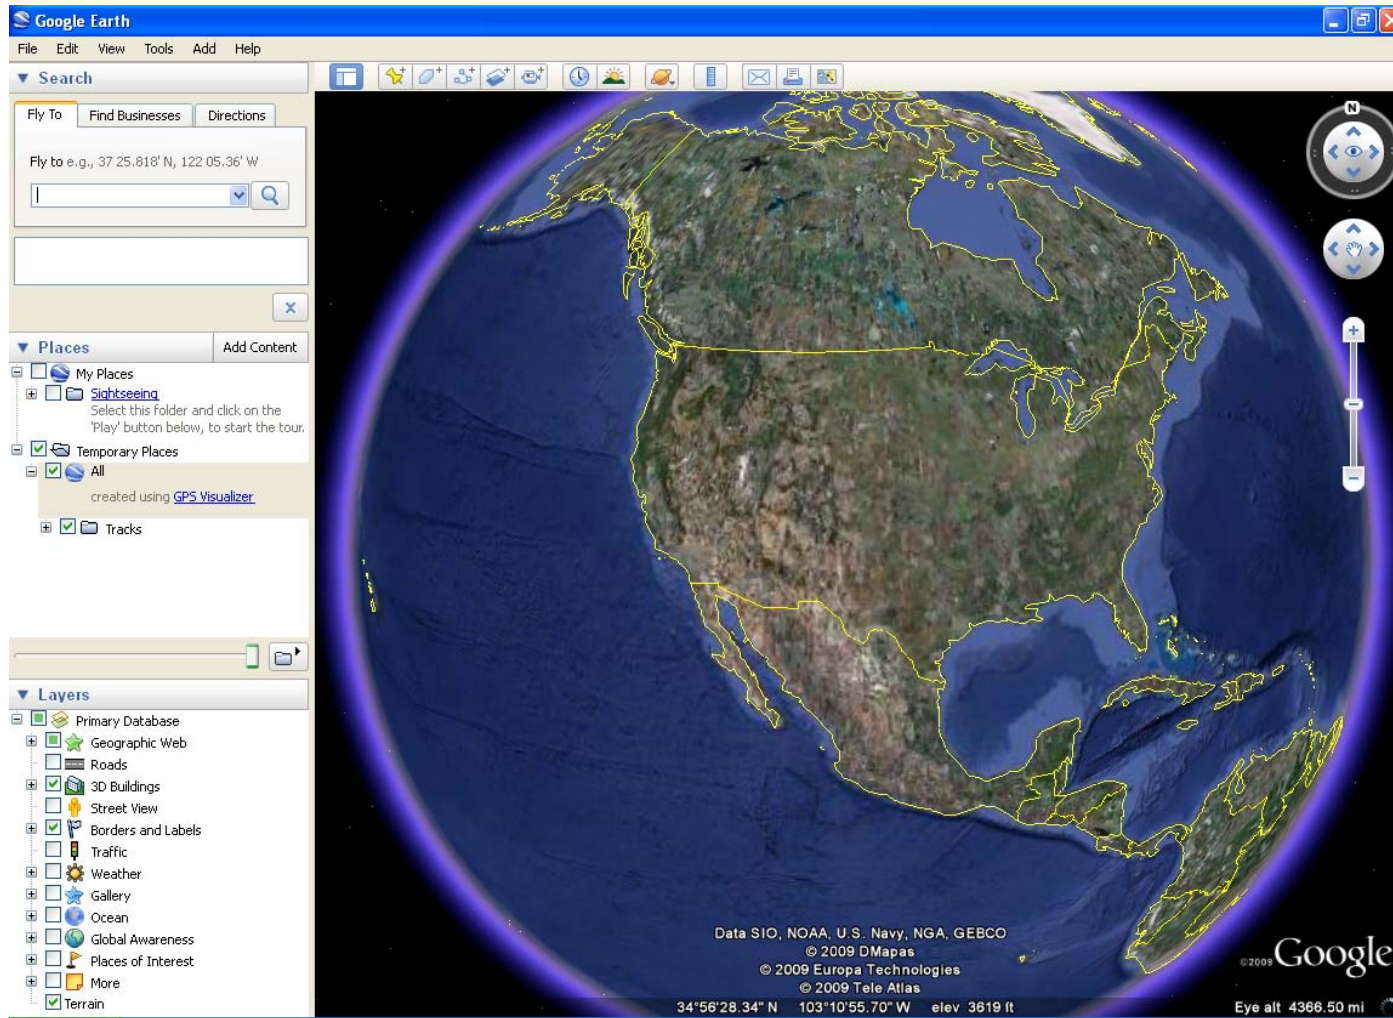 Google Earth
File Edit View Tools Add Help
Search
Fly To Find Businesses Directions
Fly to e.g., 37 25.818' N, 122 05.36' W
Places Add Content
My Places
Sightseeing
Select this folder and click on the
'Play' button below, to start the tour.
Temporary Places
All
created using GPS Visualizer
Tracks
Layers
Primary Database
Geographic Web
Roads
3D Buildings
Street View
Borders and Labels
Traffic
Weather
Gallery
Ocean
Global Awareness
Places of Interest
More
Terrain
N
Data SIO, NOAA, U.S. Navy, NGA, GEBCO
© 2009 DMapas
© 2009 Europa Technologies
© 2009 Tele Atlas
©2009 Google
34°56'28.34" N 103°10'55.70" W elev 3619 ft
Eye alt 4366.50 mi